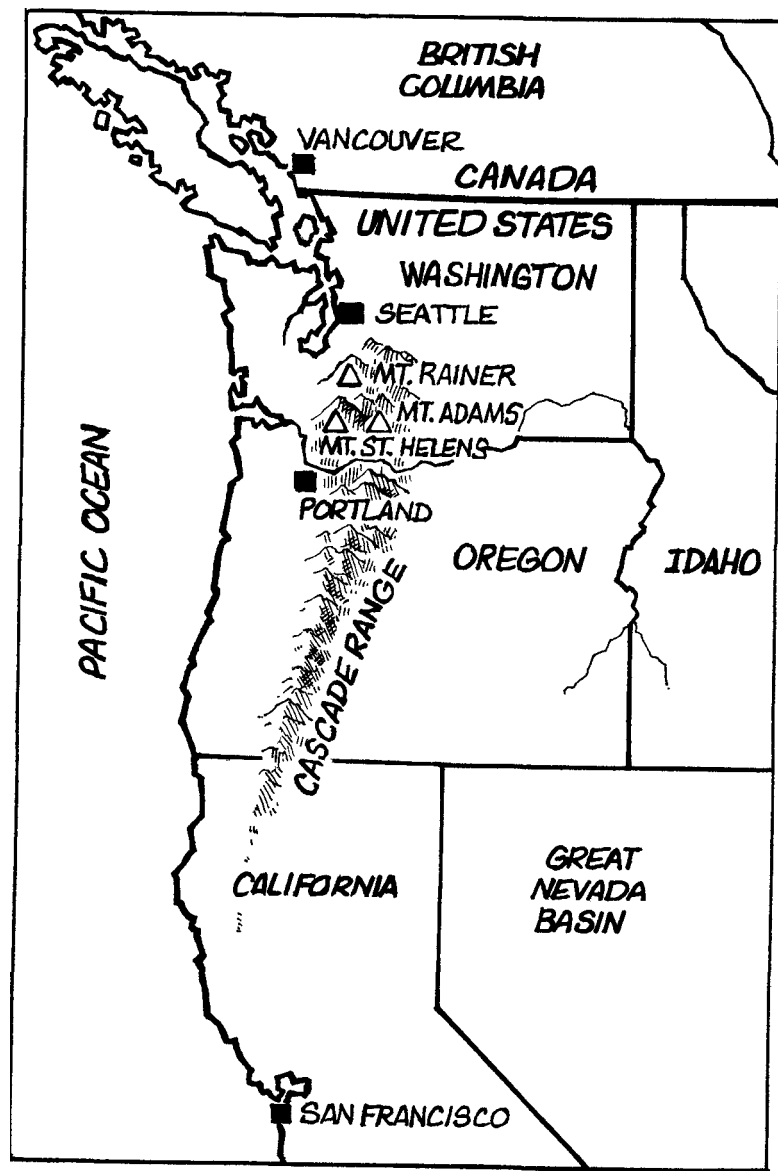 BRITISH
COLUMBIA
VANCOUVER
CANADA
UNITED STATES
WASHINGTON
SEATTLE
MT. RAINER
MT. ADAMS
MT. ST. HELENS
PORTLAND
PACIFIC OCEAN
OREGON
IDAHO
CASCADE RANGE
CALIFORNIA
GREAT
NEVADA
BASIN
SAN FRANCISCO